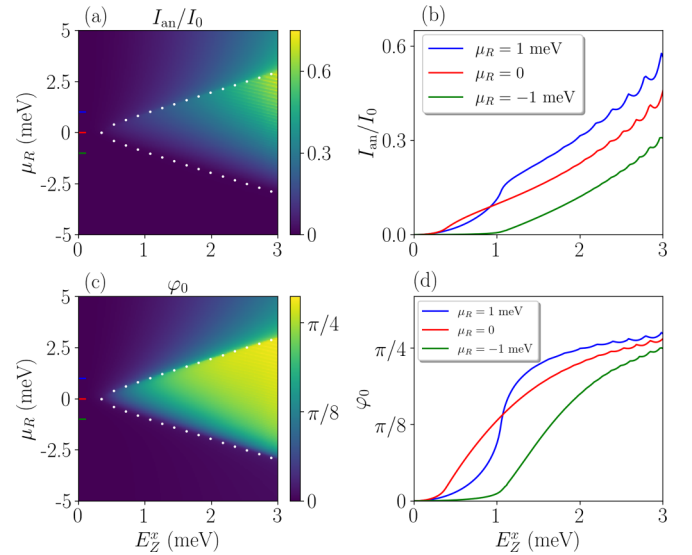 (a)
I_an/I_0
5
2.5
0
-2.5
-5
μ_R (meV)
0 1 2 3
0.6
0.3
0
(b)
0.6
0.3
0.0
I_an/I_0
μ_R = 1 meV
μ_R = 0
μ_R = −1 meV
0 1 2 3
(c)
φ_0
5
2.5
0
-2.5
-5
μ_R (meV)
0 1 2 3
E_Z^x (meV)
π/4
π/8
0
(d)
π/4
π/8
0
φ_0
μ_R = 1 meV
μ_R = 0
μ_R = −1 meV
0 1 2 3
E_Z^x (meV)